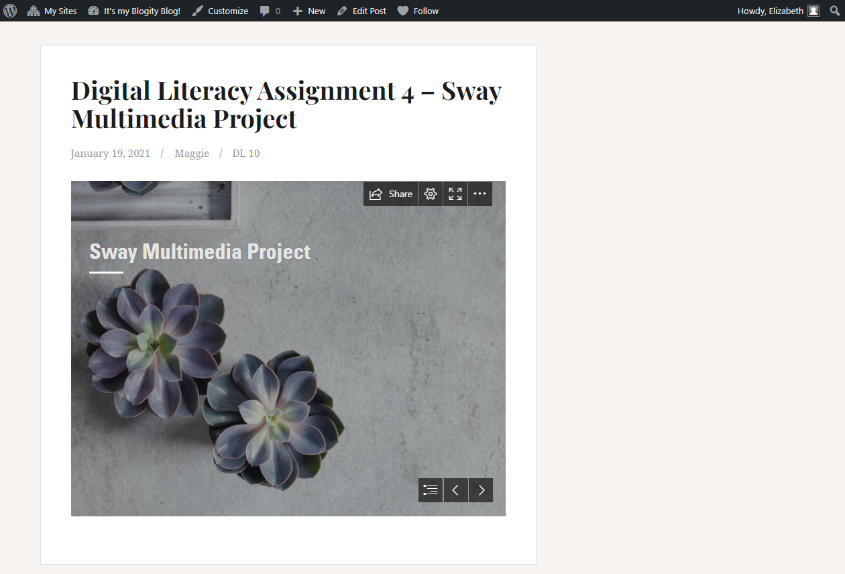 My Sites It's my Blogity Blog! Customize 0 New Edit Post Follow Howdy, Elizabeth
Digital Literacy Assignment 4 – Sway
Multimedia Project
January 19, 2021 / Maggie / DL 10
Share
Sway Multimedia Project